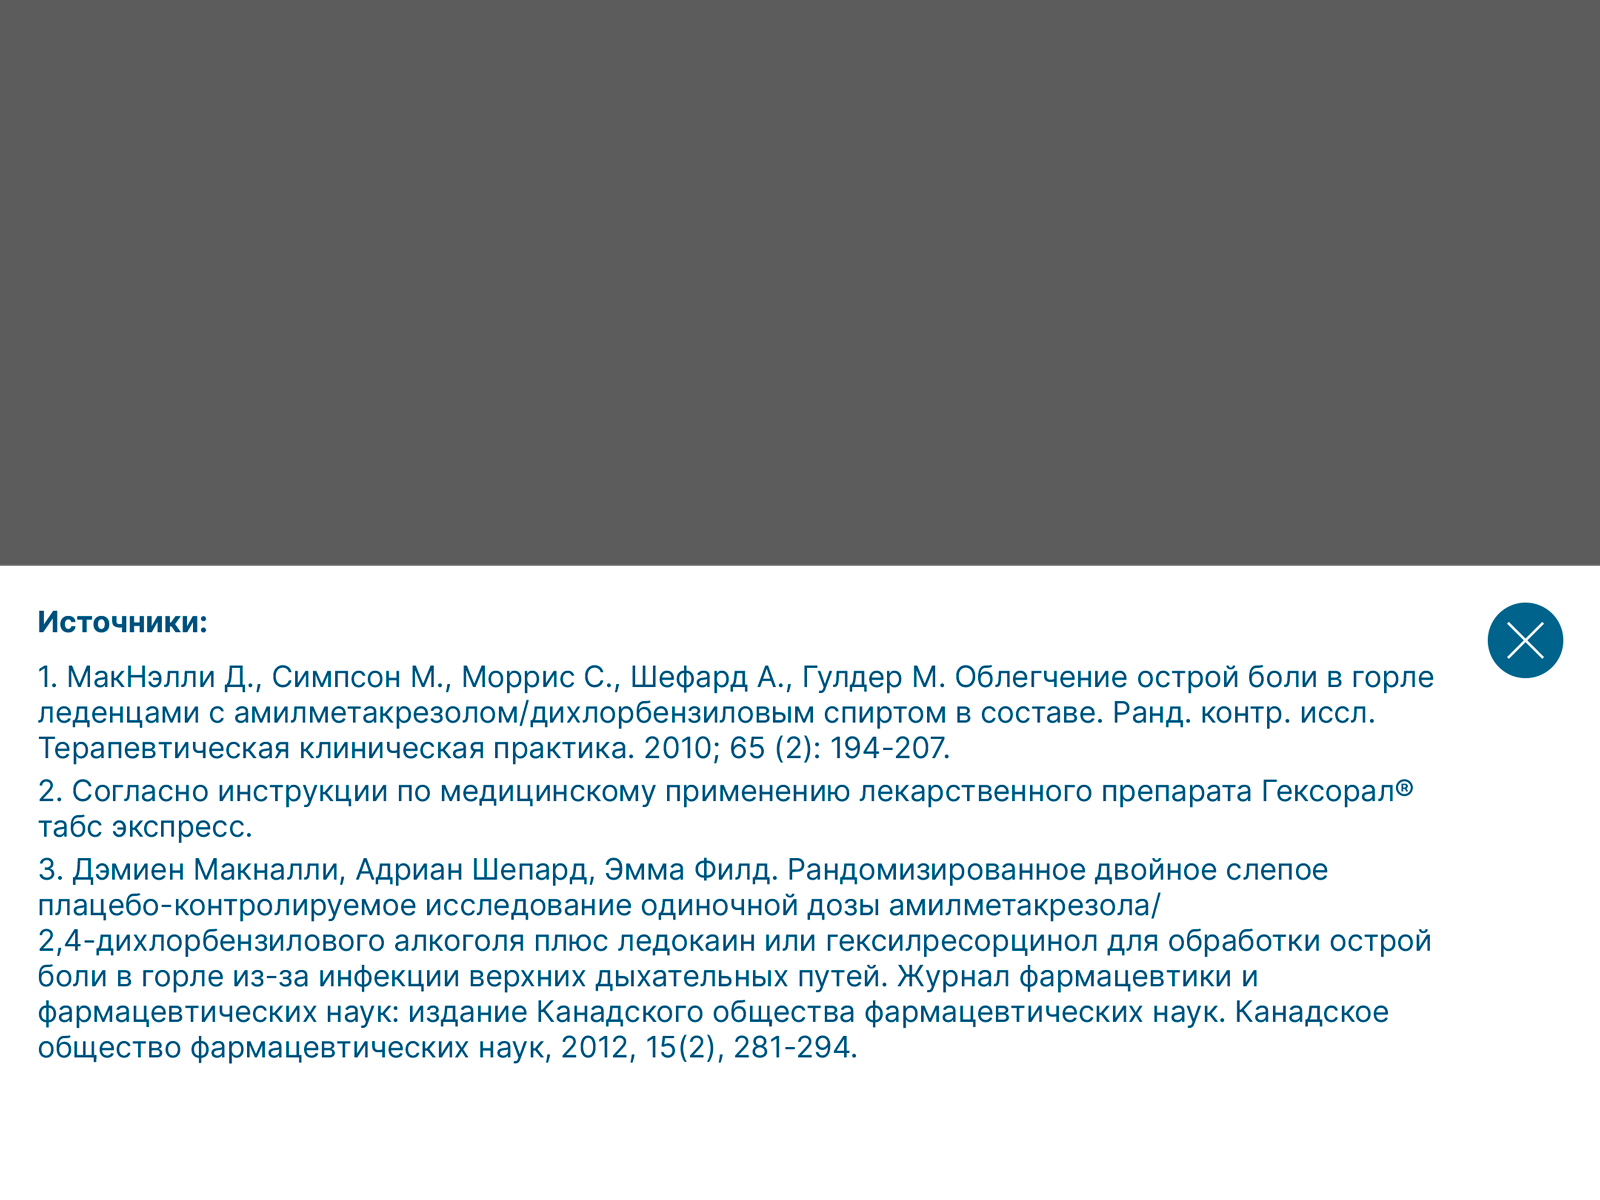 Источники:
1. МакНэлли Д., Симпсон М., Моррис С., Шефард А., Гулдер М. Облегчение острой боли в горле
леденцами с амилметакрезолом/дихлорбензиловым спиртом в составе. Ранд. контр. иссл.
Терапевтическая клиническая практика. 2010; 65 (2): 194-207.
2. Согласно инструкции по медицинскому применению лекарственного препарата Гексорал®
табс экспресс.
3. Дэмиен Макналли, Адриан Шепард, Эмма Филд. Рандомизированное двойное слепое
плацебо-контролируемое исследование одиночной дозы амилметакрезола/
2,4-дихлорбензилового алкоголя плюс ледокаин или гексилресорцинол для обработки острой
боли в горле из-за инфекции верхних дыхательных путей. Журнал фармацевтики и
фармацевтических наук: издание Канадского общества фармацевтических наук. Канадское
общество фармацевтических наук, 2012, 15(2), 281-294.